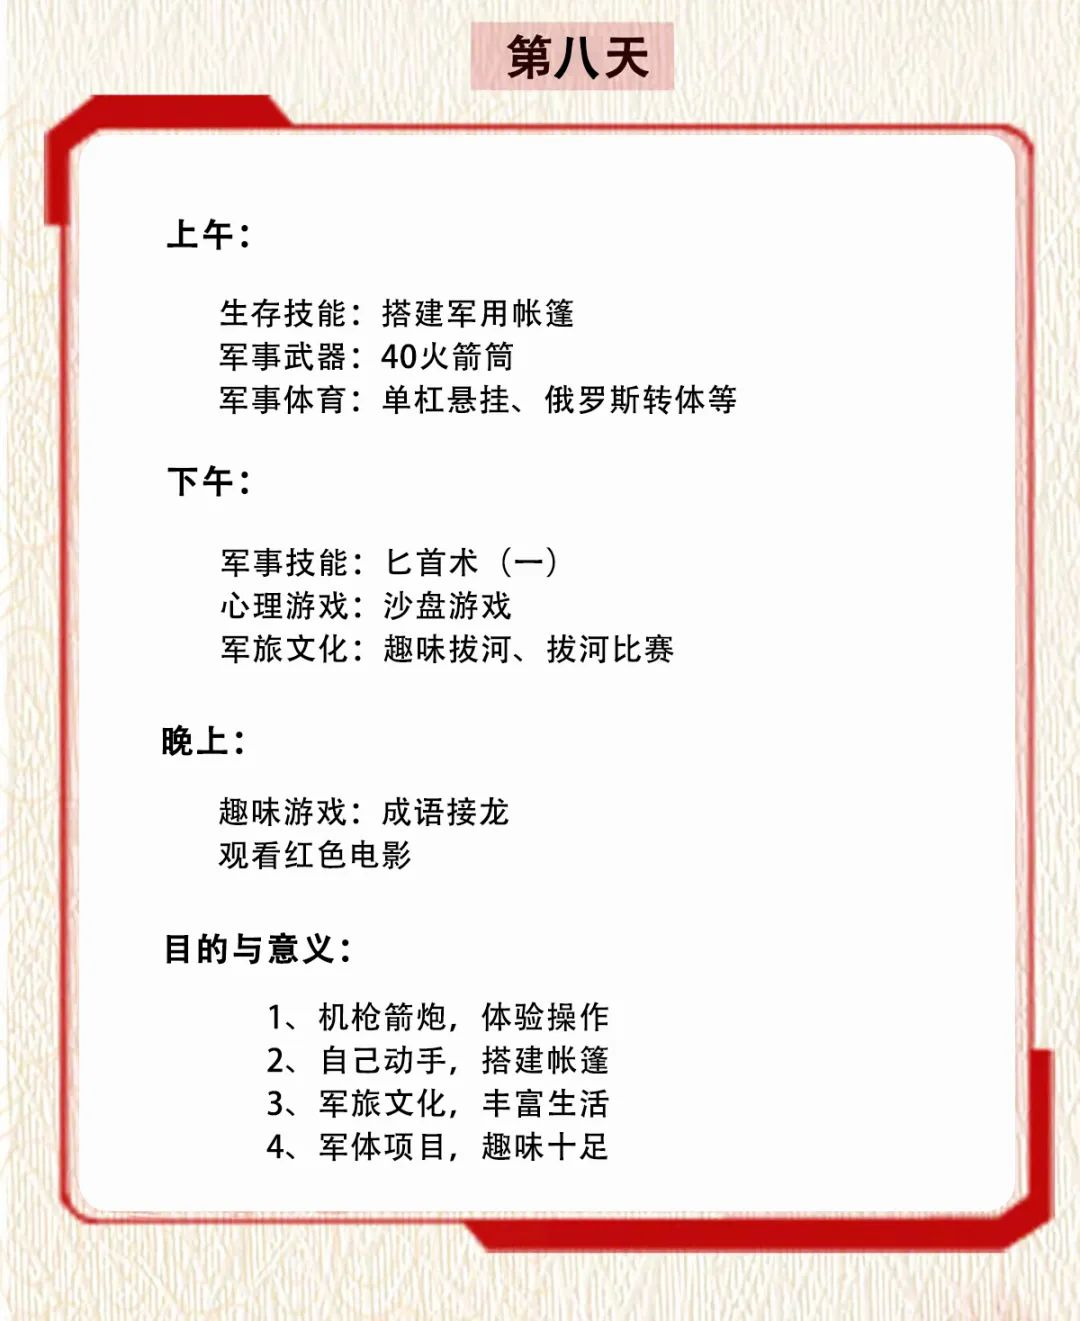 第八天
上午：
生存技能：搭建军用帐篷
军事武器：40火箭筒
军事体育：单杠悬挂、俄罗斯转体等
下午：
军事技能：匕首术（一）
心理游戏：沙盘游戏
军旅文化：趣味拔河、拔河比赛
晚上：
趣味游戏：成语接龙
观看红色电影
目的与意义：
1、机枪箭炮，体验操作
2、自己动手，搭建帐篷
3、军旅文化，丰富生活
4、军体项目，趣味十足